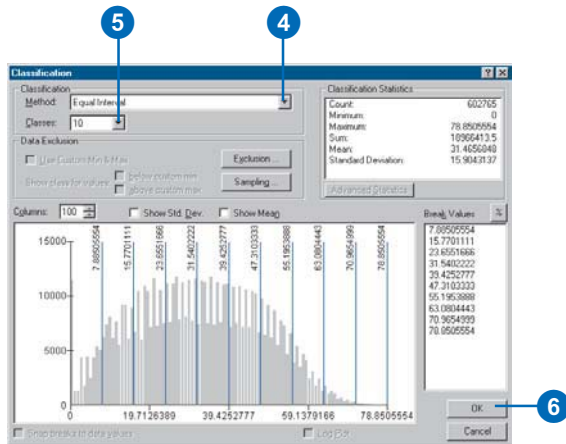 5
4
Classification
Classification
Method: Equal Interval
Classes: 10
Classification Statistics
Count: 602765
Minimum: 0
Maximum: 78.8505554
Sum: 18966413.5
Mean: 31.4656848
Standard Deviation: 15.9043137
Advanced Statistics
Data Exclusion
Use Custom Min & Max
Show class for values
below custom min
above custom max
Exclusion ...
Sampling ...
Columns: 100
Show Std. Dev.
Show Mean
Break Values
%
7.88505554
15.7701111
23.6551666
31.5402222
39.4252777
47.3103333
55.1953888
63.0804443
70.9654999
78.8505554
15000
10000
5000
0
7.88505554
15.7701111
23.6551666
31.5402222
39.4252777
47.3103333
55.1953888
63.0804443
70.9654999
78.8505554
0
19.7126389
39.4252777
59.1379166
78.8505554
OK
6
Cancel
Snap breaks to data values
Log Plot